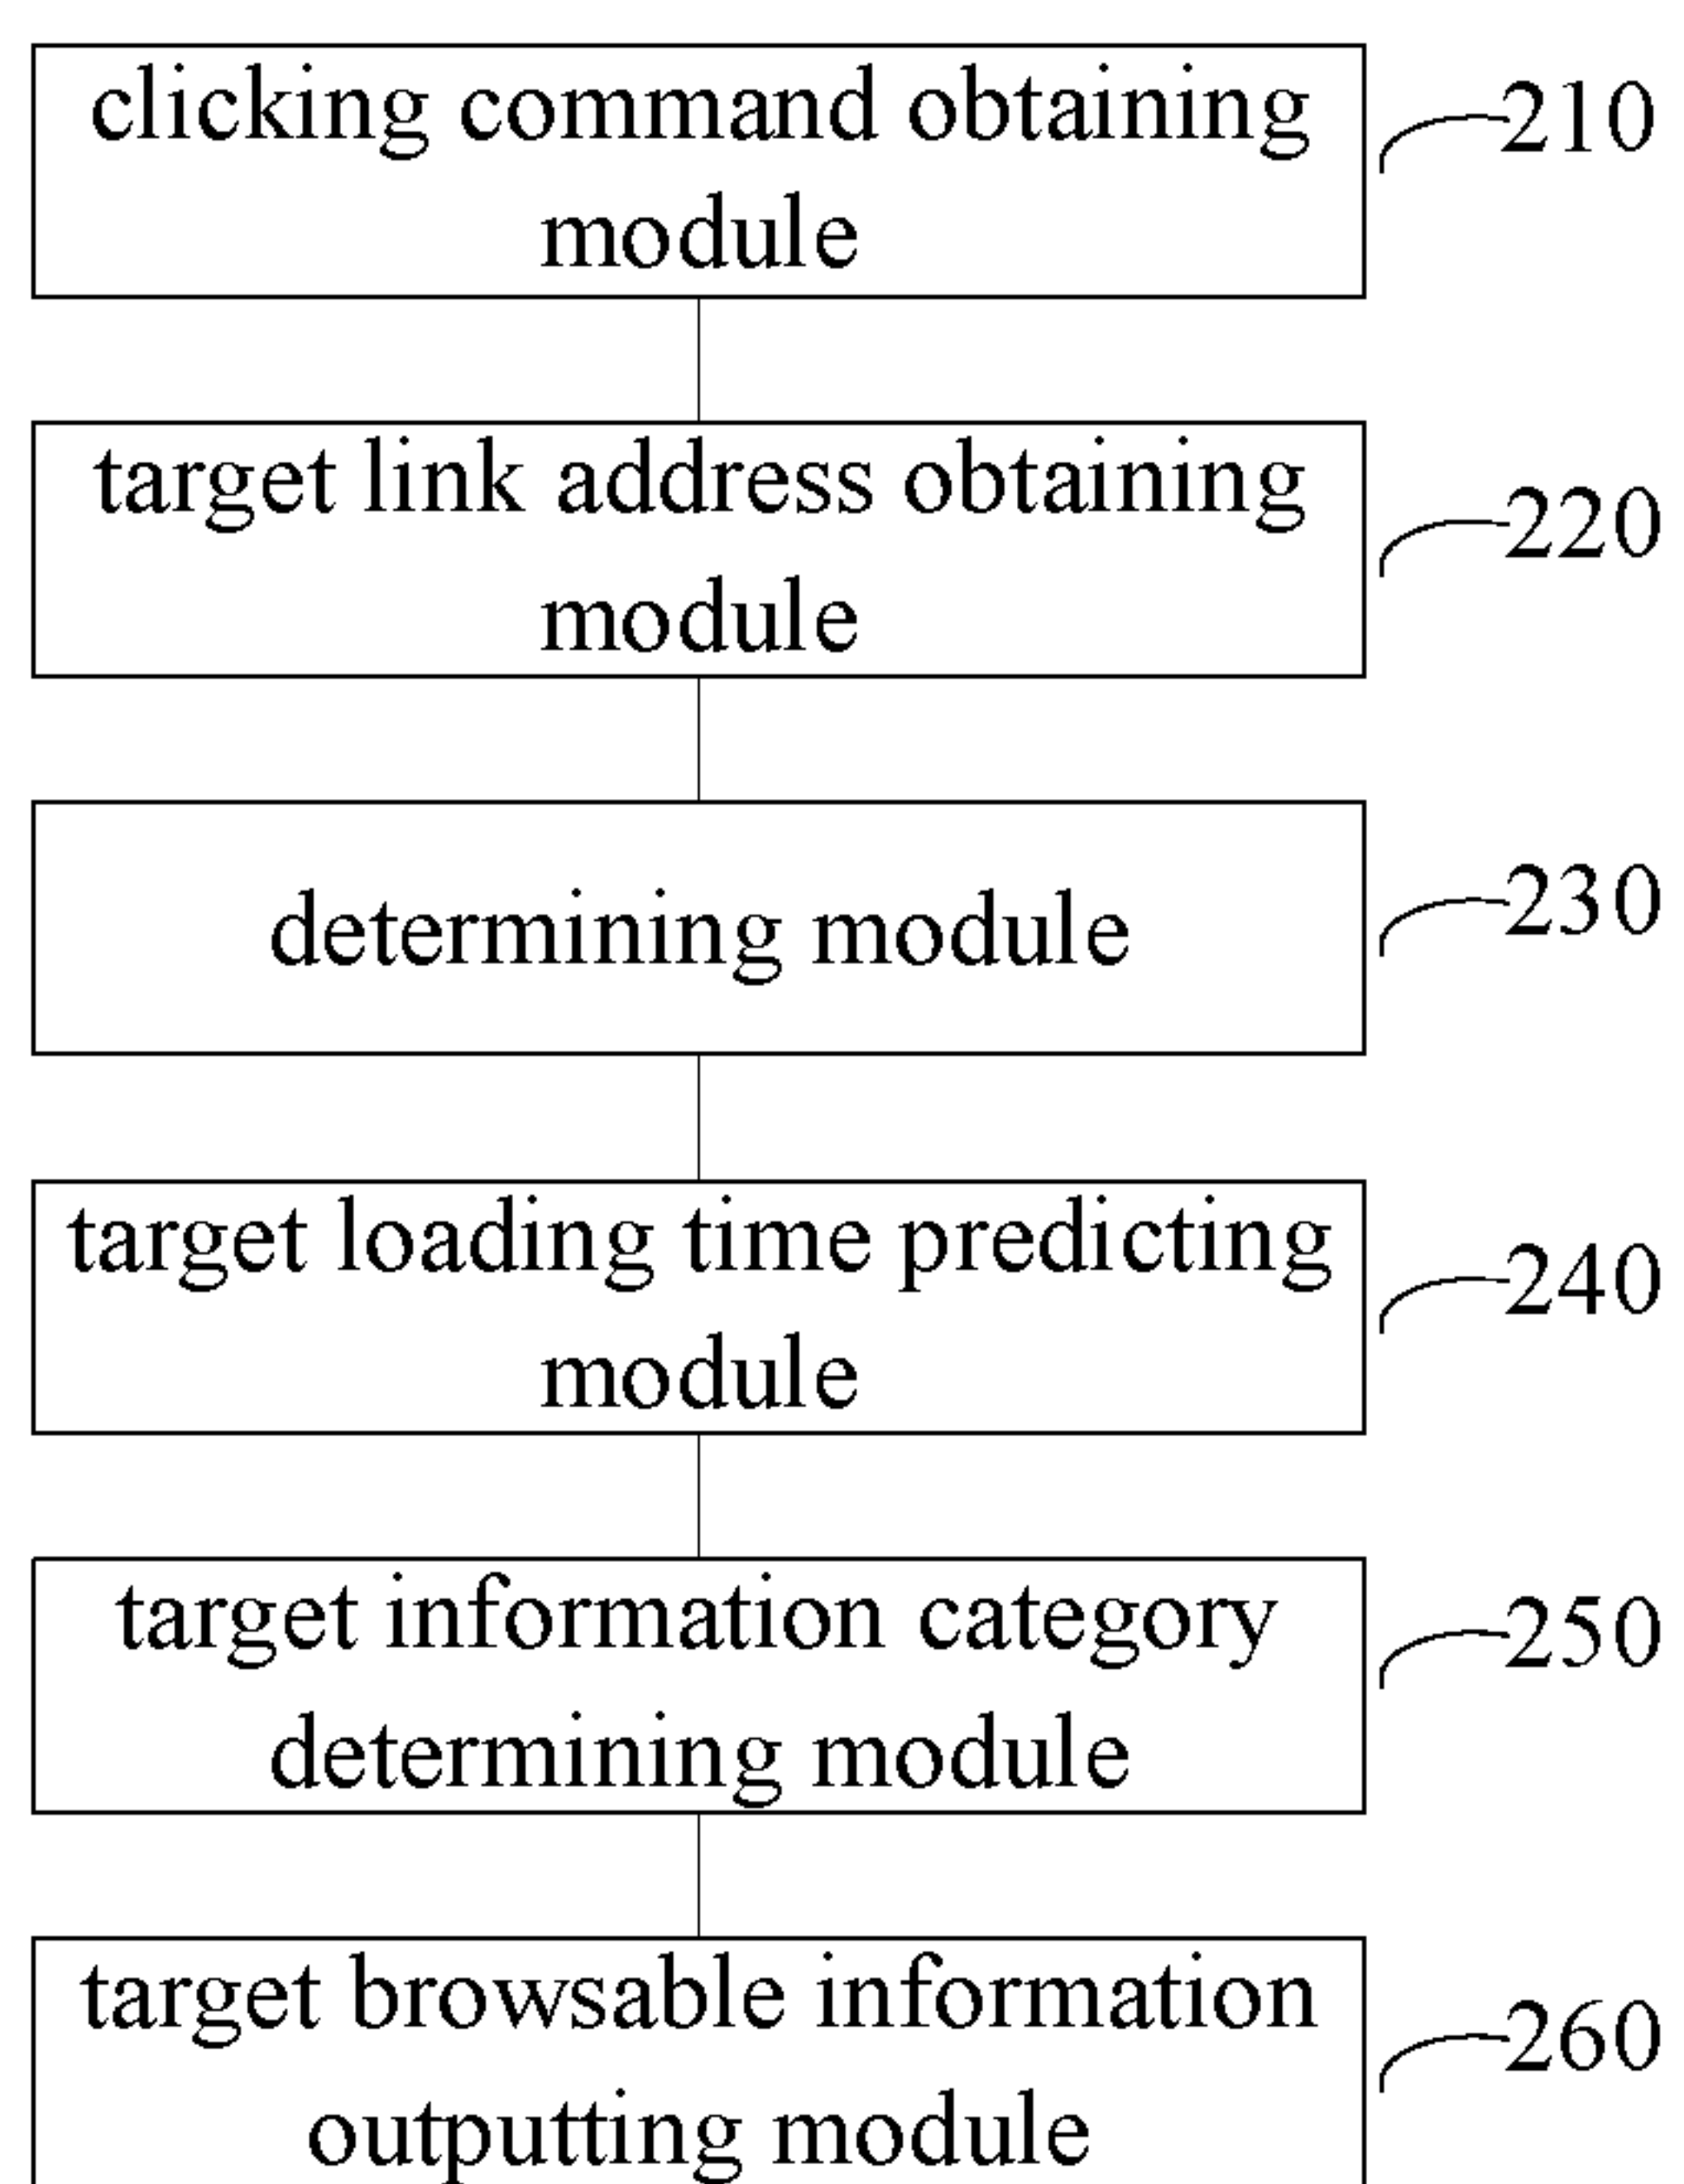 clicking command obtaining
module
210
target link address obtaining
module
220
determining module
230
target loading time predicting
module
240
target information category
determining module
250
target browsable information
outputting module
260